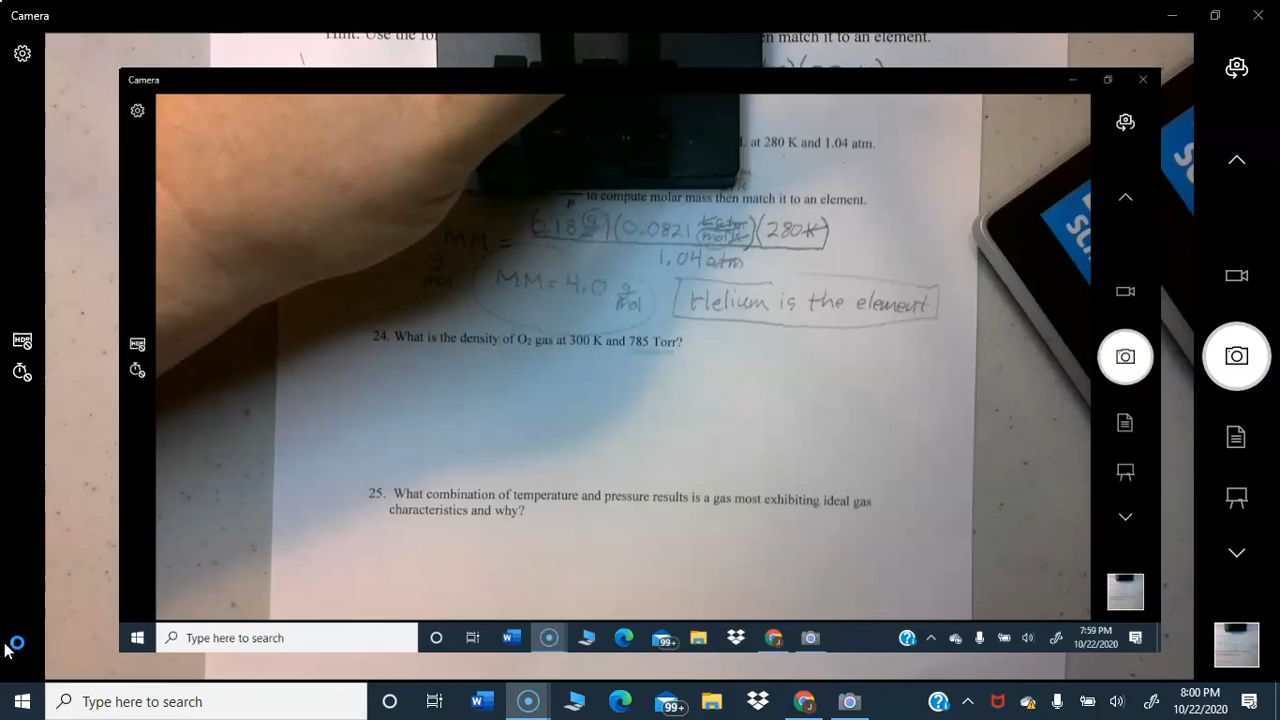 Camera
Hint: Use the fo
n match it to an element.
Camera
at 280 K and 1.04 atm.
P to compute molar mass then match it to an element.
MM = (0.18 g)(0.0821 L atm / mol K)(280K)
1.04 atm
g
MM = 4.0 g/mol
Helium is the element
24. What is the density of O₂ gas at 300 K and 785 Torr?
25. What combination of temperature and pressure results is a gas most exhibiting ideal gas
characteristics and why?
Type here to search
99+
7:59 PM
10/22/2020
Type here to search
99+
8:00 PM
10/22/2020